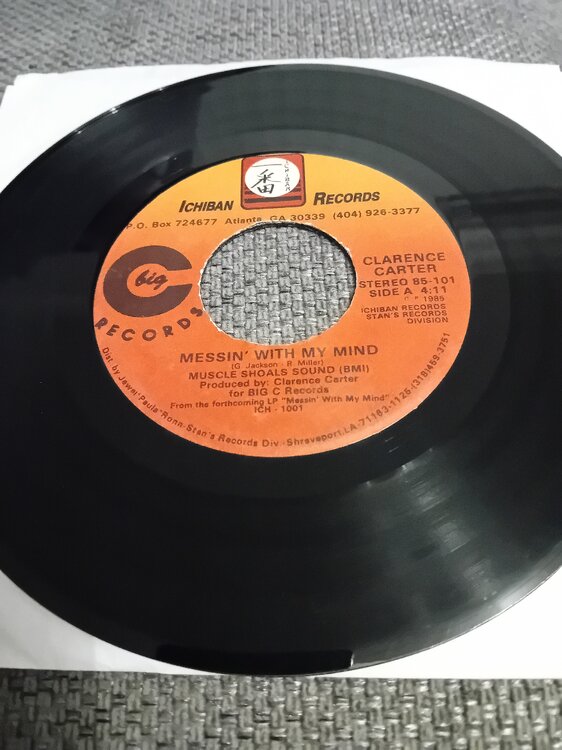 一番
ICHIBAN
ICHIBAN RECORDS
P.O. Box 724677 Atlanta, GA 30339 (404) 926-3377
big C
RECORDS
CLARENCE
CARTER
STEREO 85-101
SIDE A 4:11
℗ 1985
ICHIBAN RECORDS
STAN'S RECORDS
DIVISION
MESSIN' WITH MY MIND
(G. Jackson - R. Miller)
MUSCLE SHOALS SOUND (BMI)
Produced by: Clarence Carter
for BIG C Records
From the forthcoming LP "Messin' With My Mind"
ICH - 1001
Dist. by Jewel-Paula-Ronn-Stan's Records Div.-Shreveport, LA-71163-1125-(318)459-3751